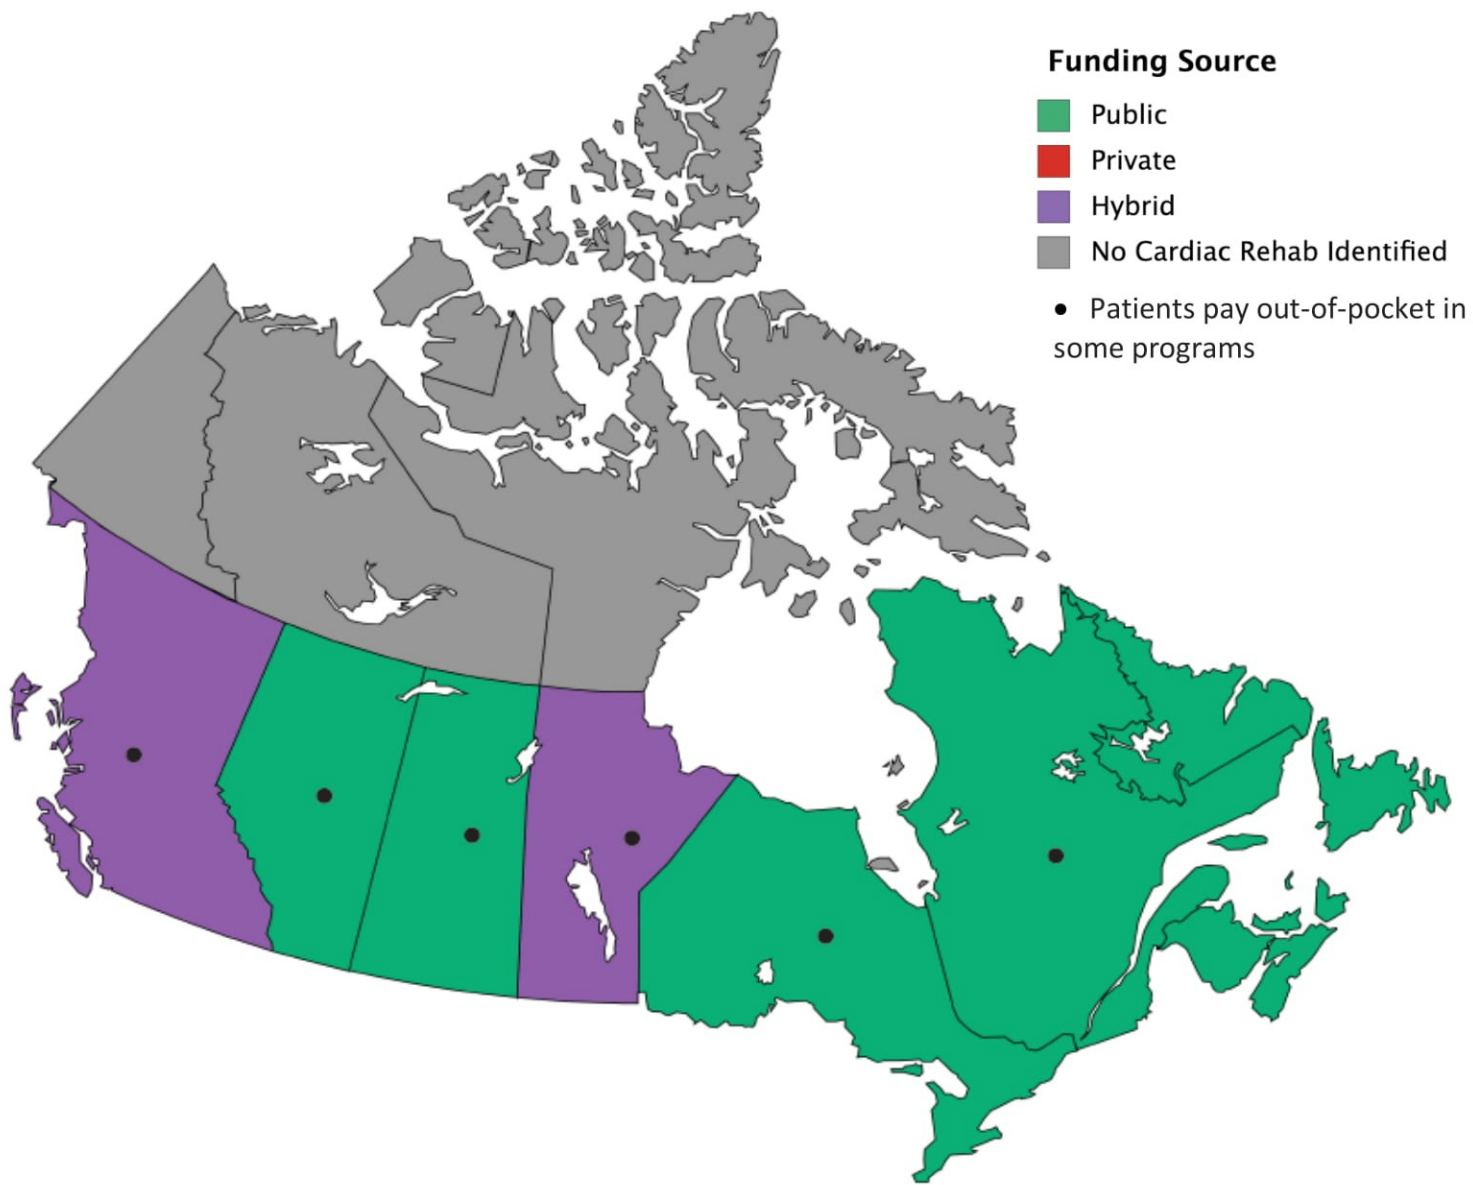 Funding Source
Public
Private
Hybrid
No Cardiac Rehab Identified
• Patients pay out-of-pocket in
some programs